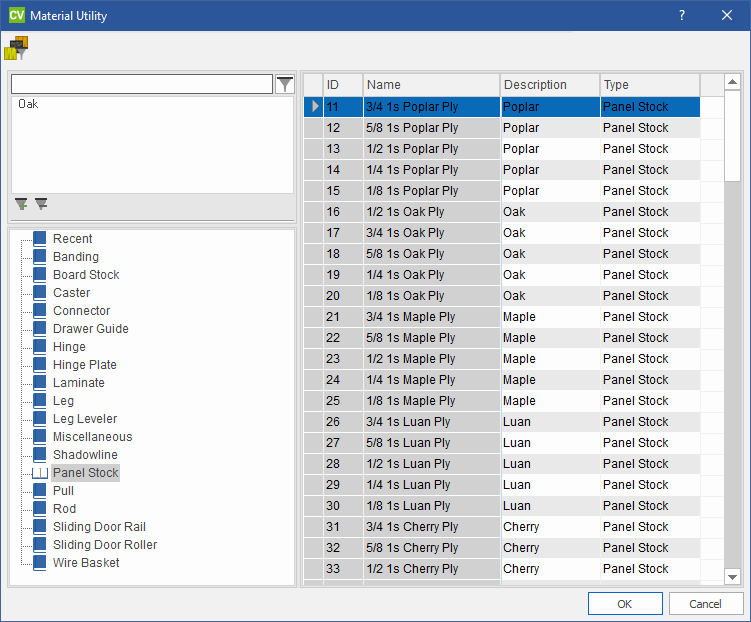 CV Material Utility ? ✕
Oak
Recent
Banding
Board Stock
Caster
Connector
Drawer Guide
Hinge
Hinge Plate
Laminate
Leg
Leg Leveler
Miscellaneous
Shadowline
Panel Stock
Pull
Rod
Sliding Door Rail
Sliding Door Roller
Wire Basket
ID Name Description Type
11 3/4 1s Poplar Ply Poplar Panel Stock
12 5/8 1s Poplar Ply Poplar Panel Stock
13 1/2 1s Poplar Ply Poplar Panel Stock
14 1/4 1s Poplar Ply Poplar Panel Stock
15 1/8 1s Poplar Ply Poplar Panel Stock
16 1/2 1s Oak Ply Oak Panel Stock
17 3/4 1s Oak Ply Oak Panel Stock
18 5/8 1s Oak Ply Oak Panel Stock
19 1/4 1s Oak Ply Oak Panel Stock
20 1/8 1s Oak Ply Oak Panel Stock
21 3/4 1s Maple Ply Maple Panel Stock
22 5/8 1s Maple Ply Maple Panel Stock
23 1/2 1s Maple Ply Maple Panel Stock
24 1/4 1s Maple Ply Maple Panel Stock
25 1/8 1s Maple Ply Maple Panel Stock
26 3/4 1s Luan Ply Luan Panel Stock
27 5/8 1s Luan Ply Luan Panel Stock
28 1/2 1s Luan Ply Luan Panel Stock
29 1/4 1s Luan Ply Luan Panel Stock
30 1/8 1s Luan Ply Luan Panel Stock
31 3/4 1s Cherry Ply Cherry Panel Stock
32 5/8 1s Cherry Ply Cherry Panel Stock
33 1/2 1s Cherry Ply Cherry Panel Stock
OK Cancel